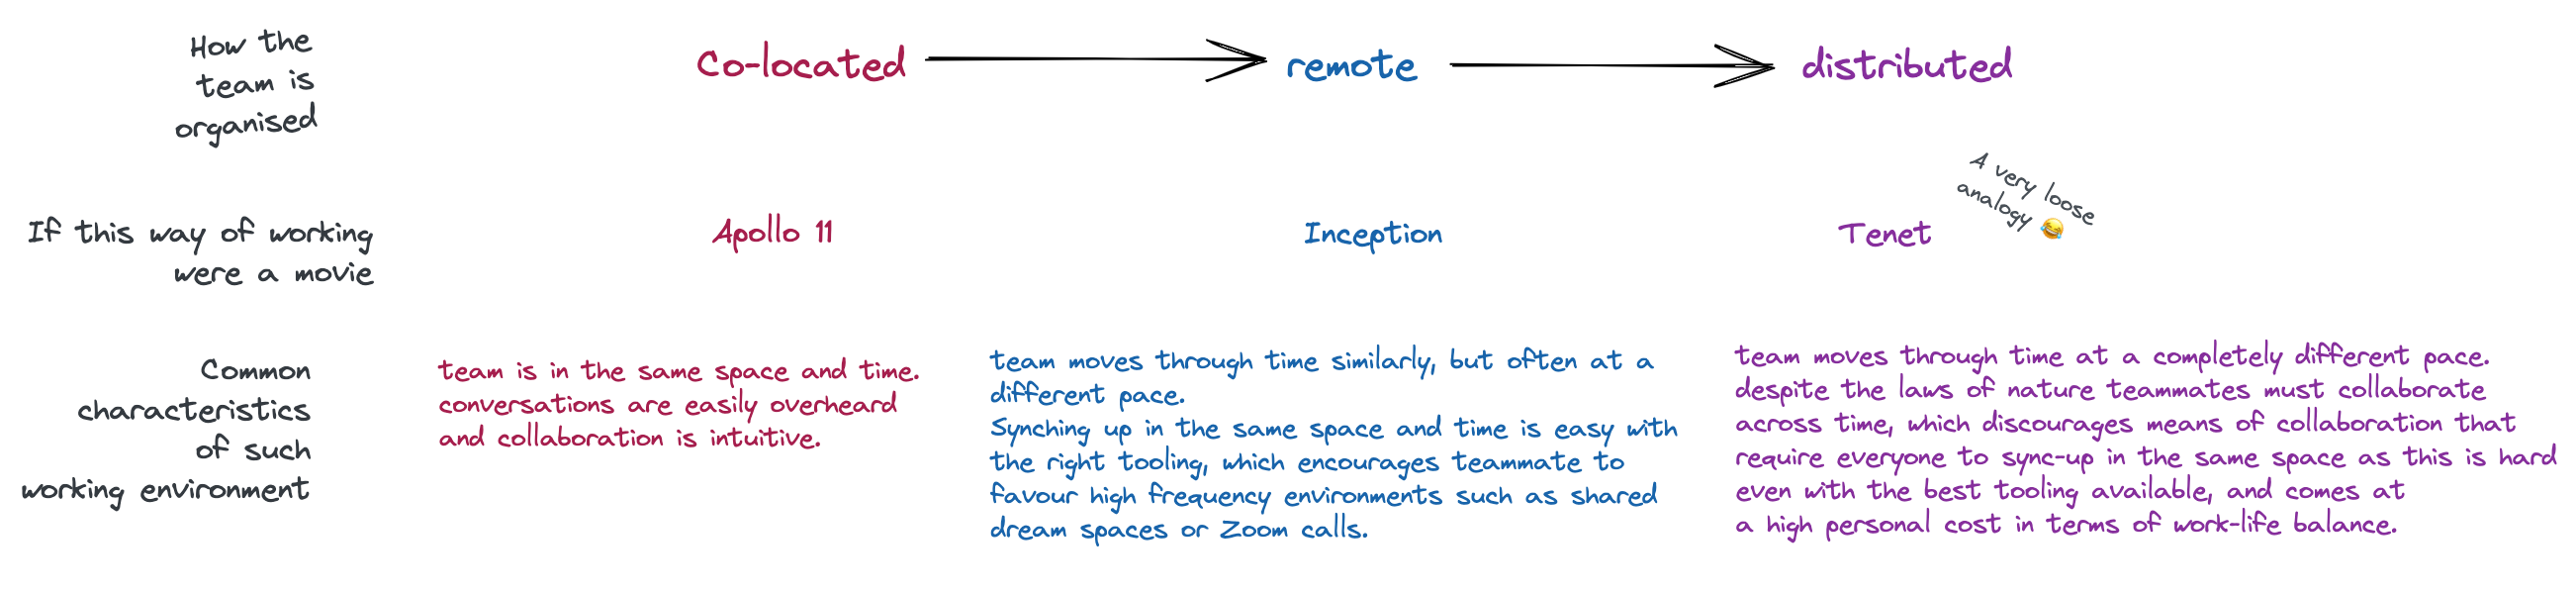 How the
team is
organised
Co-located
remote
distributed
If this way of working
were a movie
Apollo 11
Inception
Tenet
A very loose
analogy 😂
Common
characteristics
of such
working environment
team is in the same space and time.
conversations are easily overheard
and collaboration is intuitive.
team moves through time similarly, but often at a
different pace.
Synching up in the same space and time is easy with
the right tooling, which encourages teammate to
favour high frequency environments such as shared
dream spaces or Zoom calls.
team moves through time at a completely different pace.
despite the laws of nature teammates must collaborate
across time, which discourages means of collaboration that
require everyone to sync-up in the same space as this is hard
even with the best tooling available, and comes at
a high personal cost in terms of work-life balance.